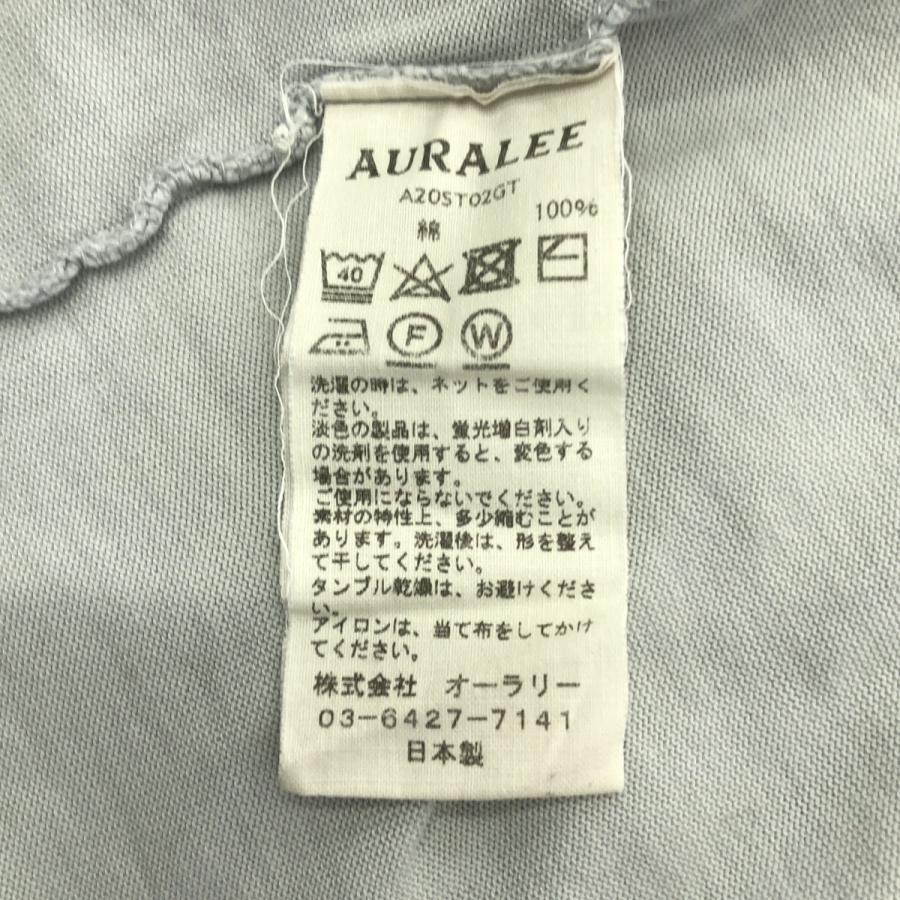 AURALEE
A20ST02GT
綿 100%
40
F W
洗濯の時は、ネットをご使用く
ださい。
淡色の製品は、蛍光増白剤入り
の洗剤を使用すると、変色する
場合があります。
ご使用にならないでください。
素材の特性上、多少縮むことが
あります。洗濯後は、形を整え
て干してください。
タンブル乾燥は、お避けくださ
い。
アイロンは、当て布をしてかけ
てください。
株式会社 オーラリー
03-6427-7141
日本製